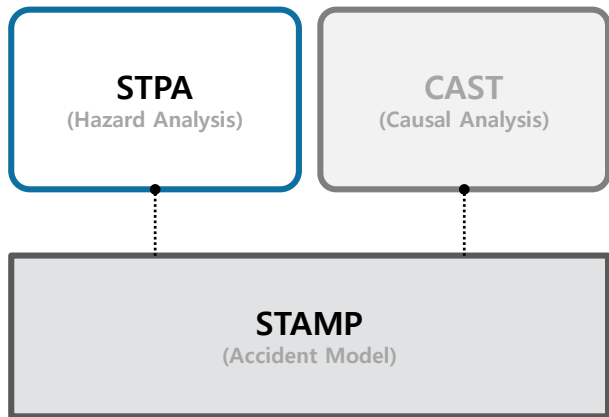 STPA
(Hazard Analysis)
CAST
(Causal Analysis)
STAMP
(Accident Model)